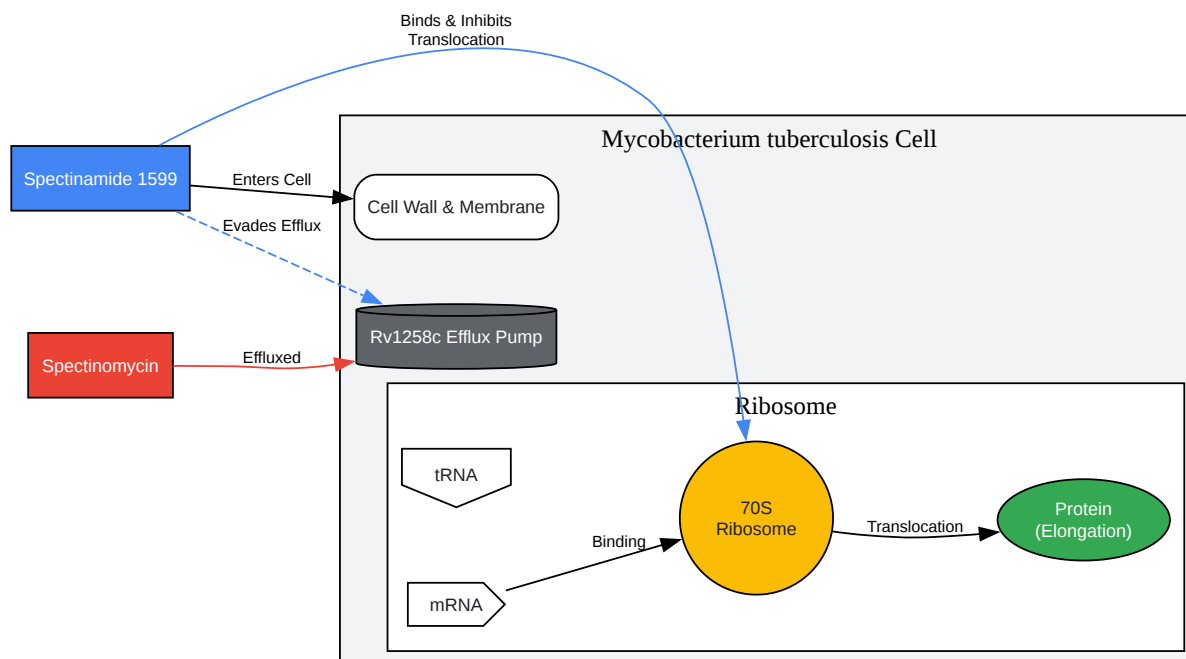 Binds & Inhibits
Translocation
Mycobacterium tuberculosis Cell
Spectinamide 1599
Enters Cell
Cell Wall & Membrane
Evades Efflux
Rv1258c Efflux Pump
Spectinomycin
Effluxed
Ribosome
tRNA
70S
Ribosome
Protein
(Elongation)
Translocation
Binding
mRNA